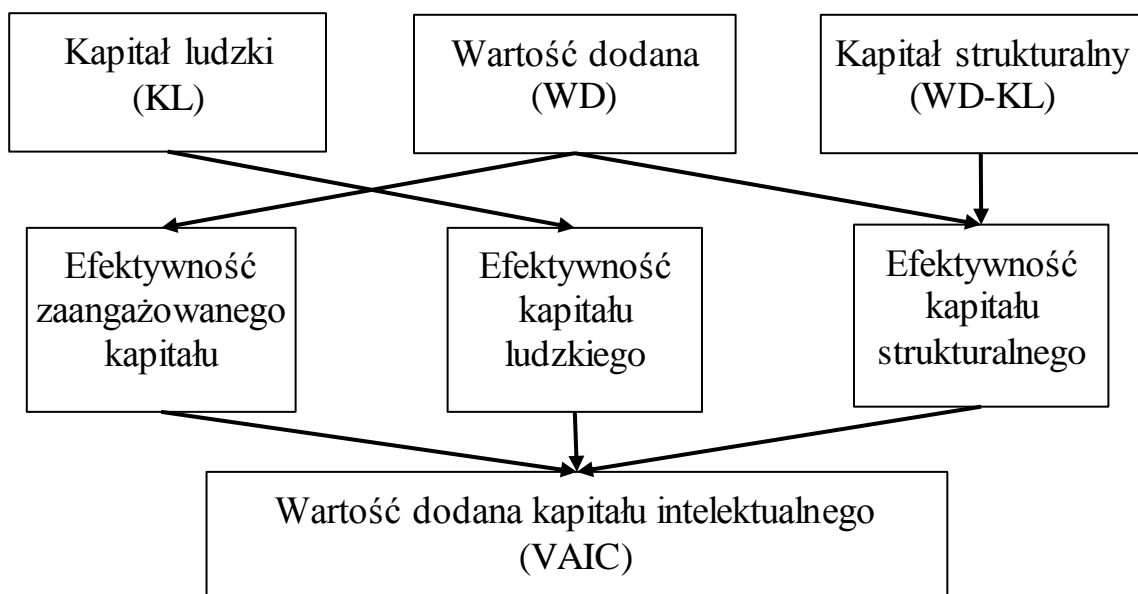 Kapitał ludzki
(KL)
Wartość dodana
(WD)
Kapitał strukturalny
(WD-KL)
Efektywność
zaangażowanego
kapitału
Efektywność
kapitału
ludzkiego
Efektywność
kapitału
strukturalnego
Wartość dodana kapitału intelektualnego
(VAIC)